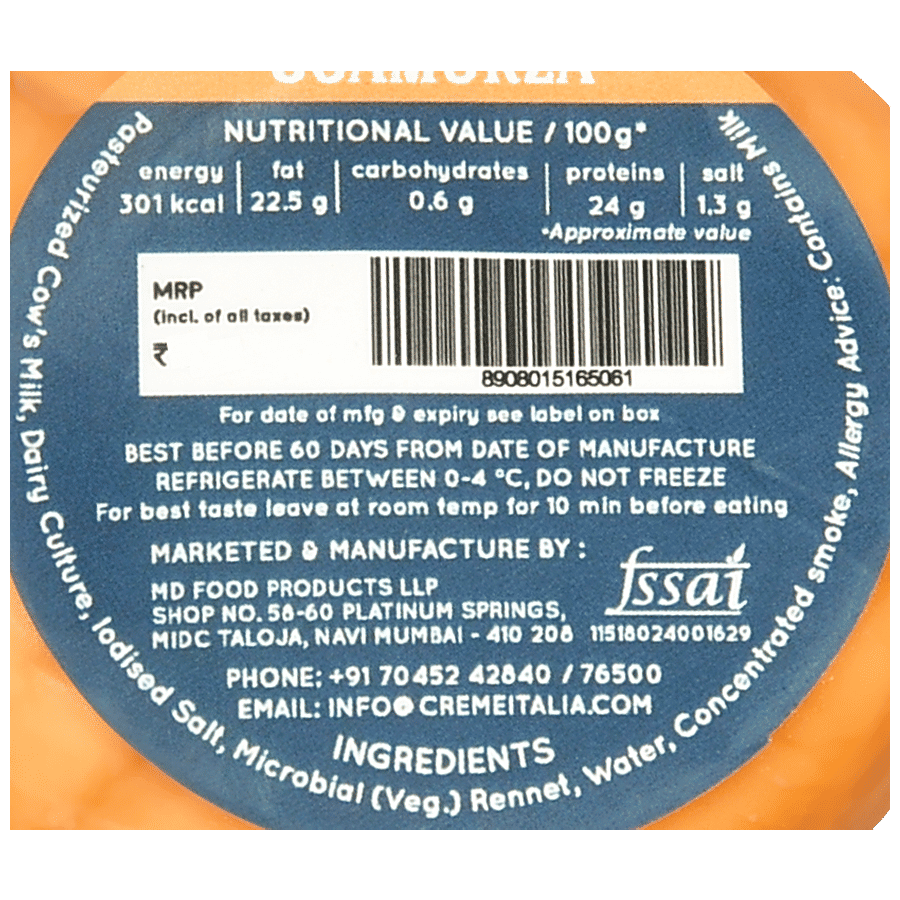 SCAMORZA
NUTRITIONAL VALUE / 100g*
energy fat carbohydrates proteins salt
301 kcal 22.5 g 0.6 g 24 g 1.3 g
*Approximate value
MRP
(incl. of all taxes)
₹
8908015165061
For date of mfg & expiry see label on box
BEST BEFORE 60 DAYS FROM DATE OF MANUFACTURE
REFRIGERATE BETWEEN 0-4 °C, DO NOT FREEZE
For best taste leave at room temp for 10 min before eating
MARKETED & MANUFACTURE BY :
MD FOOD PRODUCTS LLP
SHOP NO. 58-60 PLATINUM SPRINGS,
MIDC TALOJA, NAVI MUMBAI - 410 208
fssai
11518024001629
PHONE: +91 70452 42840 / 76500
EMAIL: INFO@CREMEITALIA.COM
INGREDIENTS
Pasteurized Cow's Milk, Dairy Culture, Iodised Salt, Microbial (Veg.) Rennet, Water, Concentrated smoke, Allergy Advice: Contains Milk